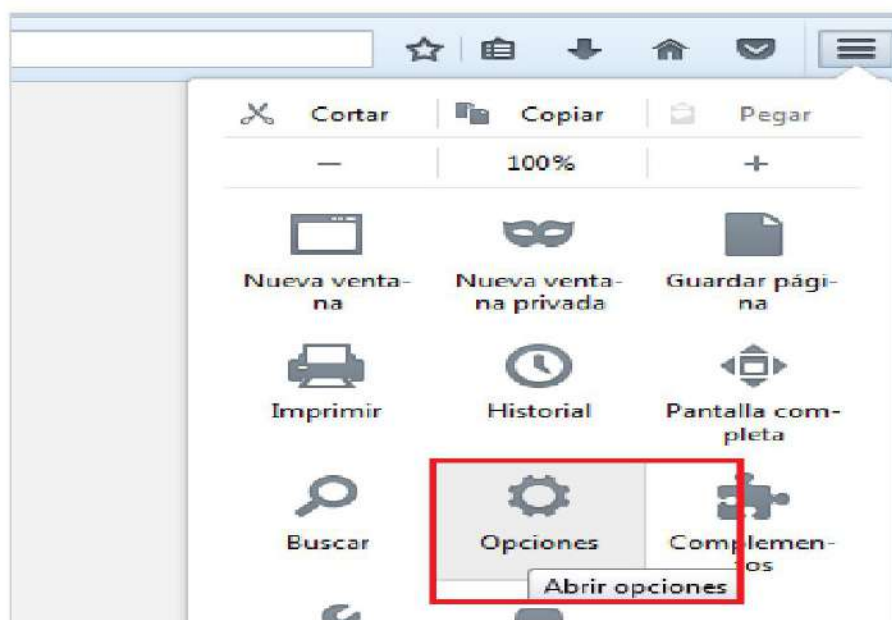 Cortar Copiar Pegar
— 100% +
Nueva venta- Nueva venta- Guardar pági-
na na privada na
Imprimir Historial Pantalla com-
pleta
Buscar Opciones Complemen-
tos
Abrir opciones